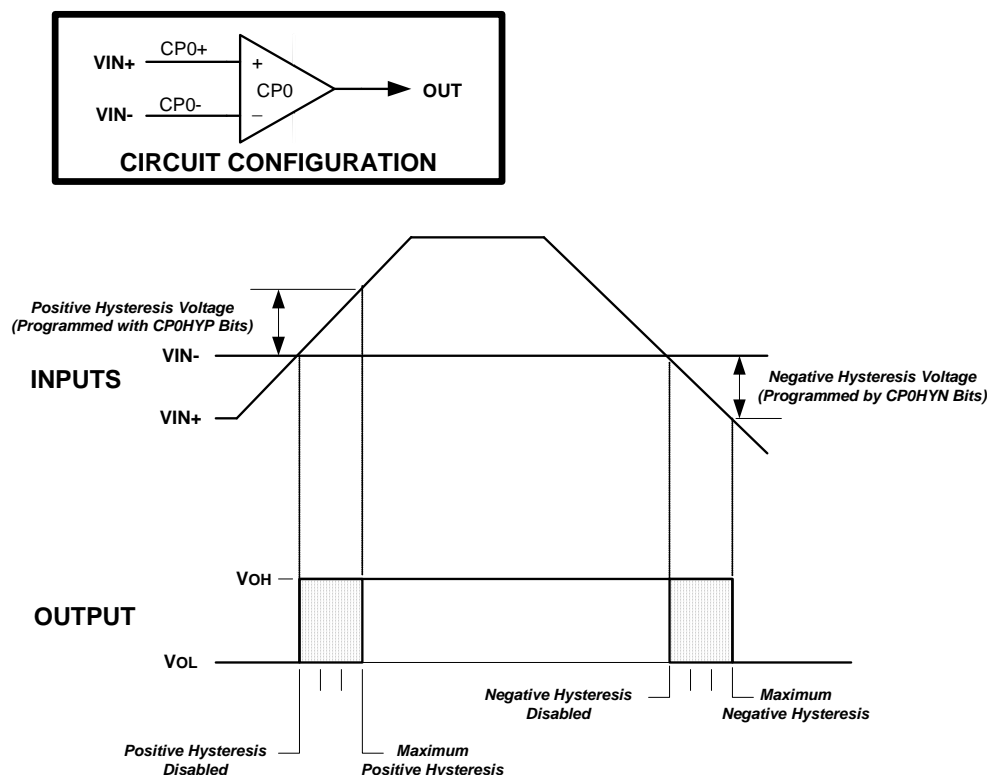 VIN+
CP0+
+
CP0
OUT
VIN-
CP0-
_
CIRCUIT CONFIGURATION
Positive Hysteresis Voltage
(Programmed with CP0HYP Bits)
VIN-
INPUTS
Negative Hysteresis Voltage
(Programmed by CP0HYN Bits)
VIN+
VOH
OUTPUT
VOL
Negative Hysteresis
Disabled
Maximum
Negative Hysteresis
Positive Hysteresis
Disabled
Maximum
Positive Hysteresis